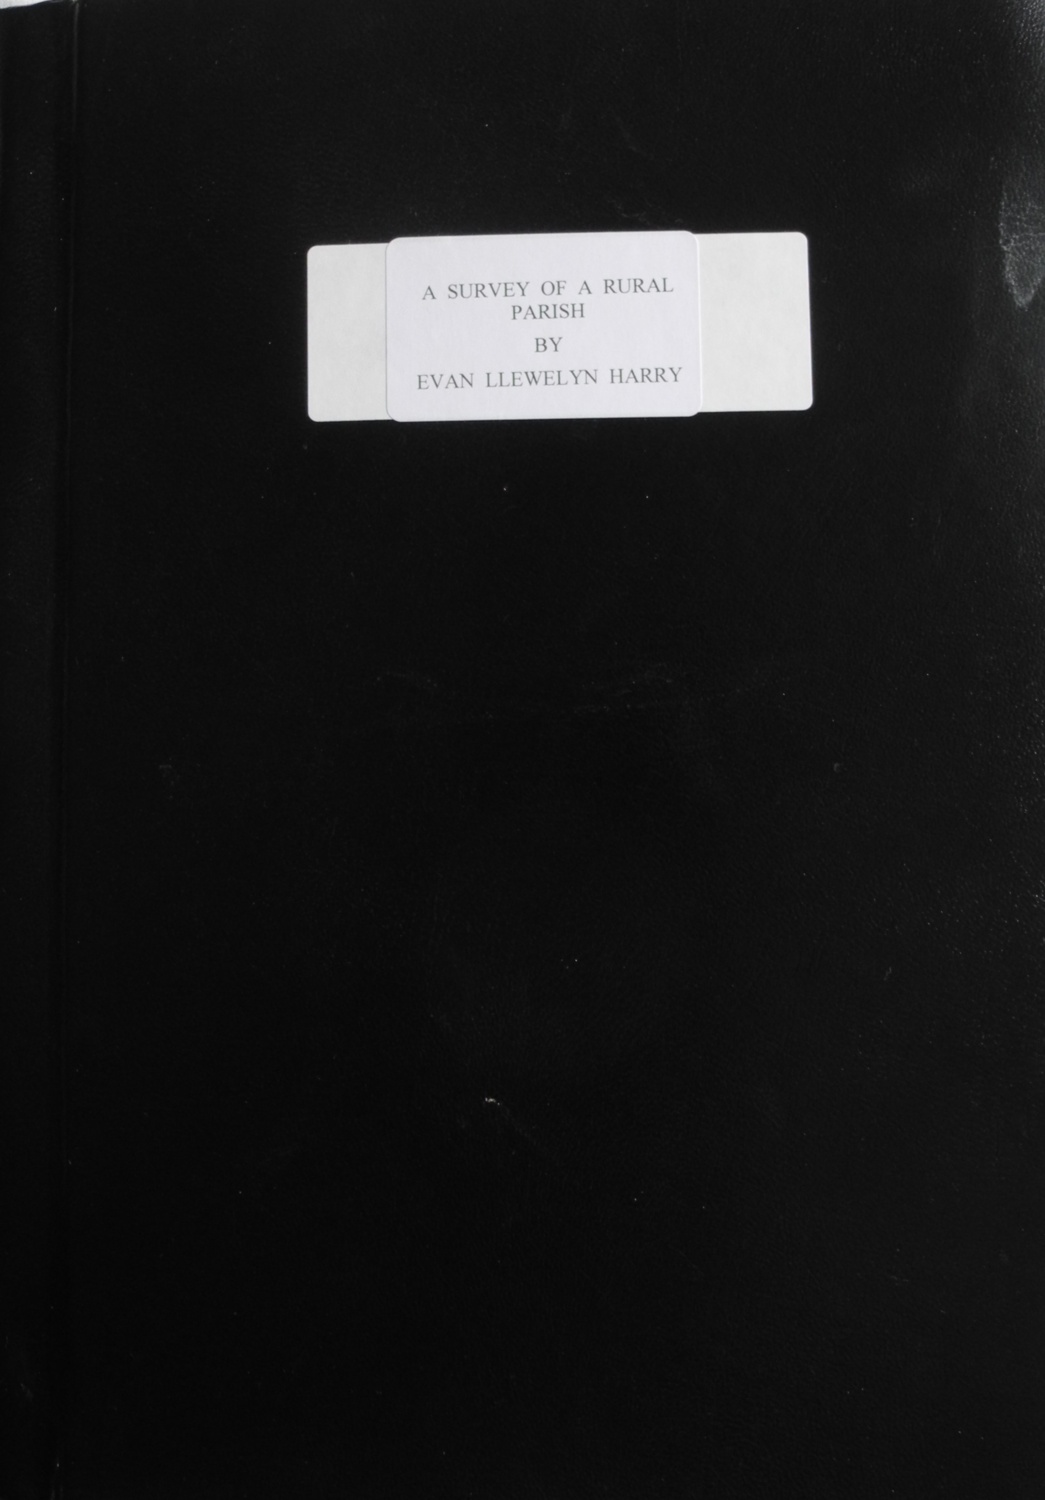 A SURVEY OF A RURAL
PARISH
BY
EVAN LLEWELYN HARRY